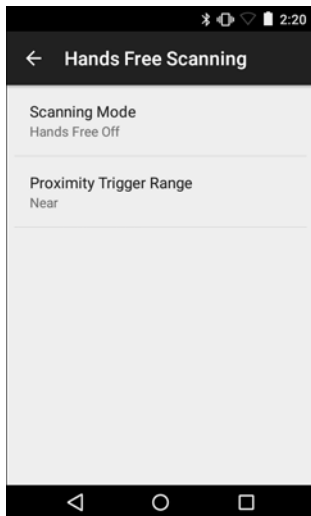 2:20
Hands Free Scanning
Scanning Mode
Hands Free Off
Proximity Trigger Range
Near